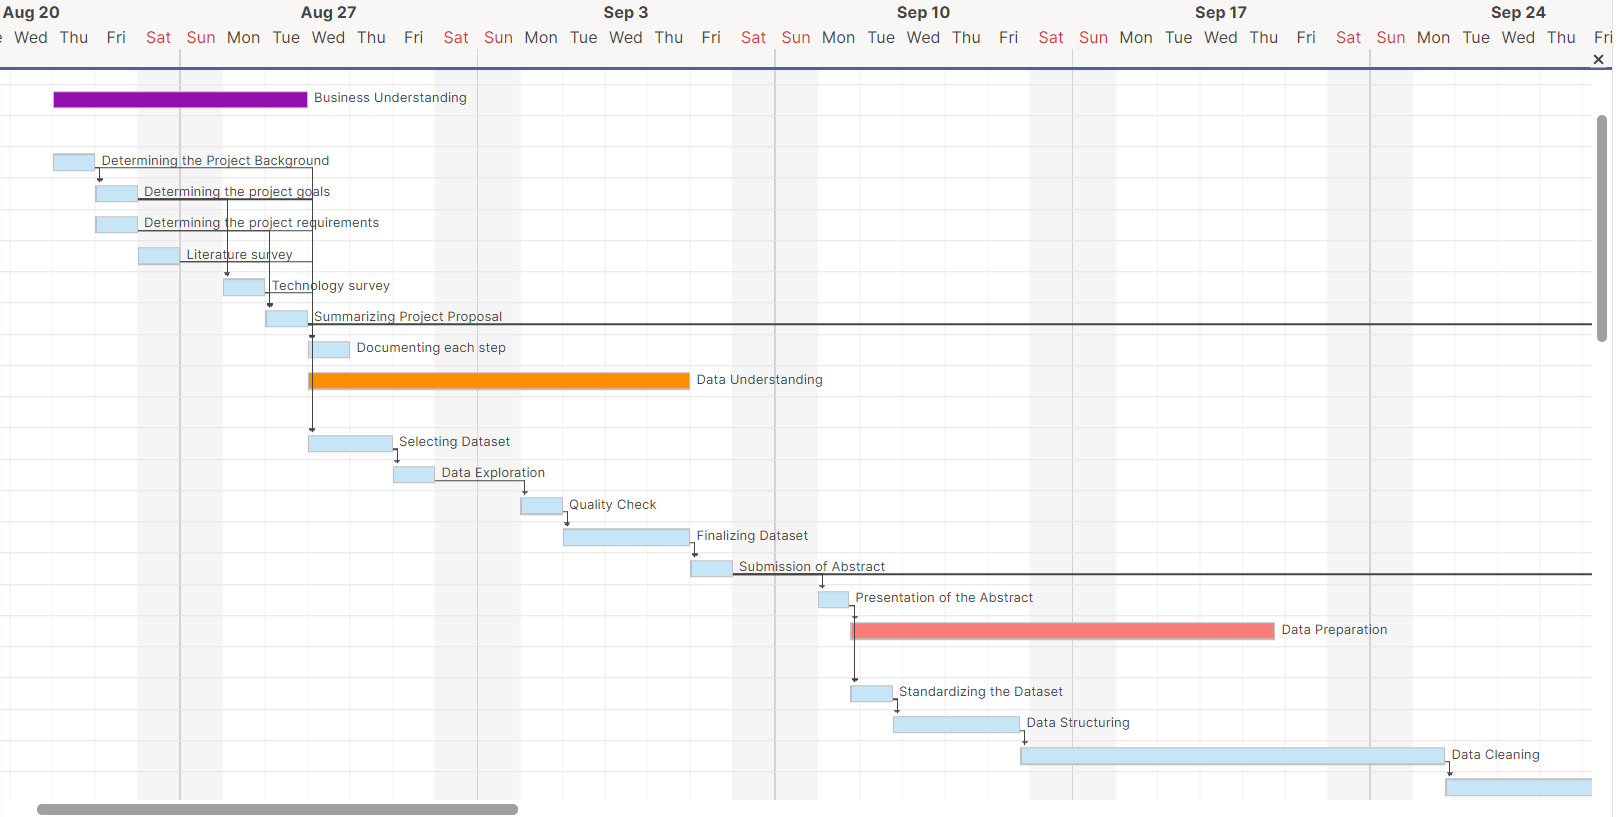 Aug 20 Aug 27 Sep 3 Sep 10 Sep 17 Sep 24
Wed Thu Fri Sat Sun Mon Tue Wed Thu Fri Sat Sun Mon Tue Wed Thu Fri Sat Sun Mon Tue Wed Thu Fri Sat Sun Mon Tue Wed Thu Fri Sat Sun Mon Tue Wed Thu Fri
Business Understanding
Determining the Project Background
Determining the project goals
Determining the project requirements
Literature survey
Technology survey
Summarizing Project Proposal
Documenting each step
Data Understanding
Selecting Dataset
Data Exploration
Quality Check
Finalizing Dataset
Submission of Abstract
Presentation of the Abstract
Data Preparation
Standardizing the Dataset
Data Structuring
Data Cleaning